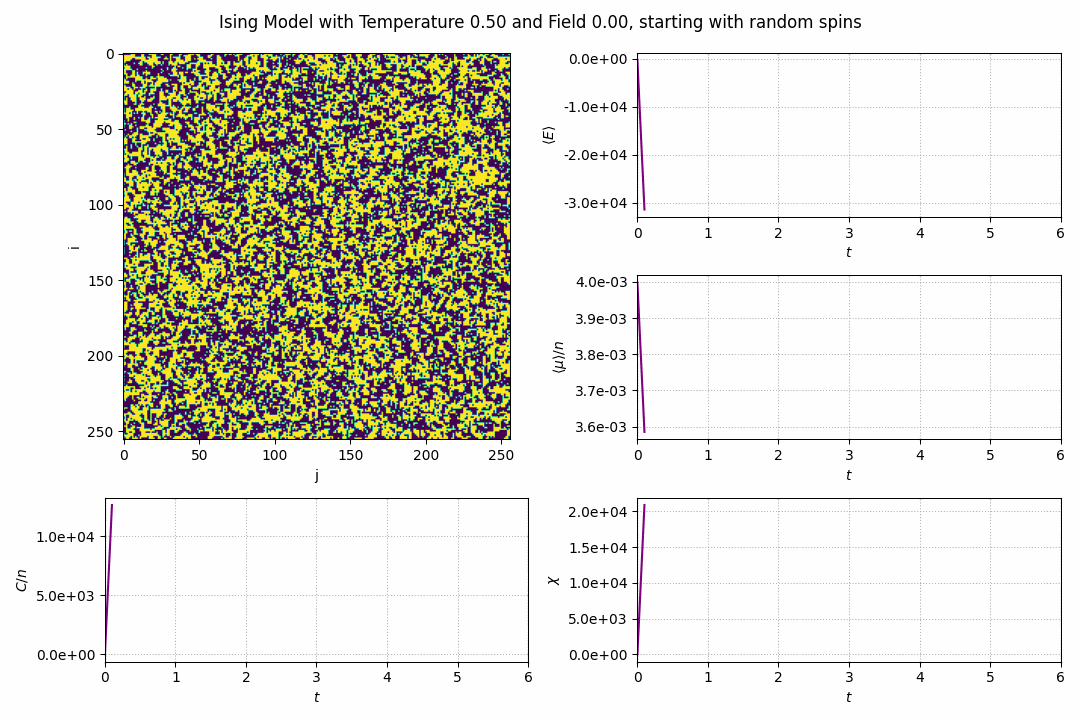 Ising Model with Temperature 0.50 and Field 0.00, starting with random spins
0
50
100
150
200
250
i
0 50 100 150 200 250
j
0.0e+00
-1.0e+04
-2.0e+04
-3.0e+04
⟨E⟩
0 1 2 3 4 5 6
t
4.0e-03
3.9e-03
3.8e-03
3.7e-03
3.6e-03
⟨μ⟩/n
0 1 2 3 4 5 6
t
1.0e+04
5.0e+03
0.0e+00
C/n
0 1 2 3 4 5 6
t
2.0e+04
1.5e+04
1.0e+04
5.0e+03
0.0e+00
χ
0 1 2 3 4 5 6
t